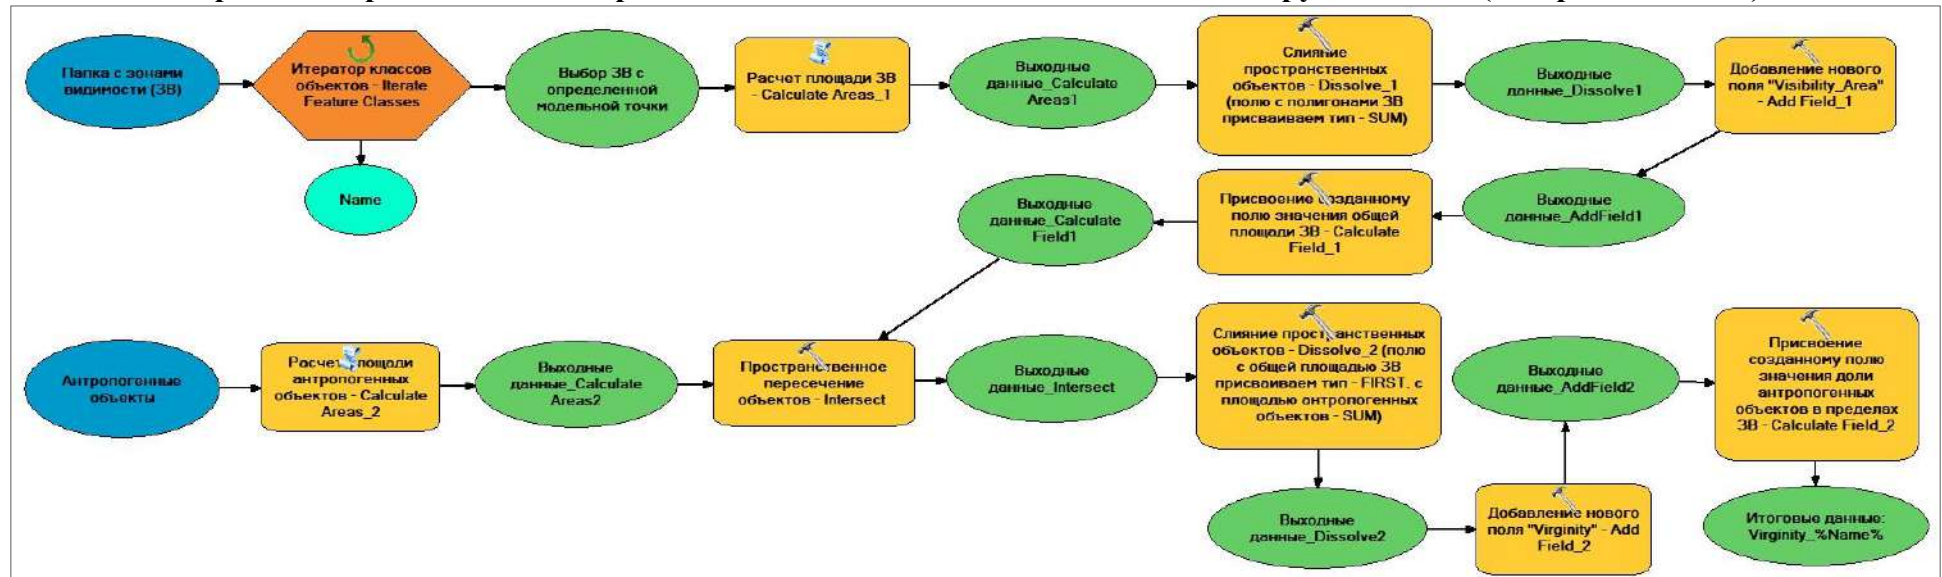 Папка с зонами
видимости (ЗВ)
Итератор классов
объектов - Iterate
Feature Classes
Name
Выбор ЗВ с
определенной
модельной точки
Расчет площади ЗВ
- Calculate Areas_1
Выходные
данные_Calculate
Areas1
Слияние
пространственных
объектов - Dissolve_1
(полю с полигонами ЗВ
присваиваем тип - SUM)
Выходные
данные_Dissolve1
Добавление нового
поля "Visibility_Area"
- Add Field_1
Выходные
данные_AddField1
Присвоение созданному
полю значения общей
площади ЗВ - Calculate
Field_1
Выходные
данные_Calculate
Field1
Антропогенные
объекты
Расчет площади
антропогенных
объектов - Calculate
Areas_2
Выходные
данные_Calculate
Areas2
Пространственное
пересечение
объектов - Intersect
Выходные
данные_Intersect
Слияние пространственных
объектов - Dissolve_2 (полю
с общей площадью ЗВ
присваиваем тип - FIRST, с
площадью антропогенных
объектов - SUM)
Выходные
данные_Dissolve2
Добавление нового
поля "Virginity" - Add
Field_2
Выходные
данные_AddField2
Присвоение
созданному полю
значения доли
антропогенных
объектов в пределах
ЗВ - Calculate Field_2
Итоговые данные:
Virginity_%Name%